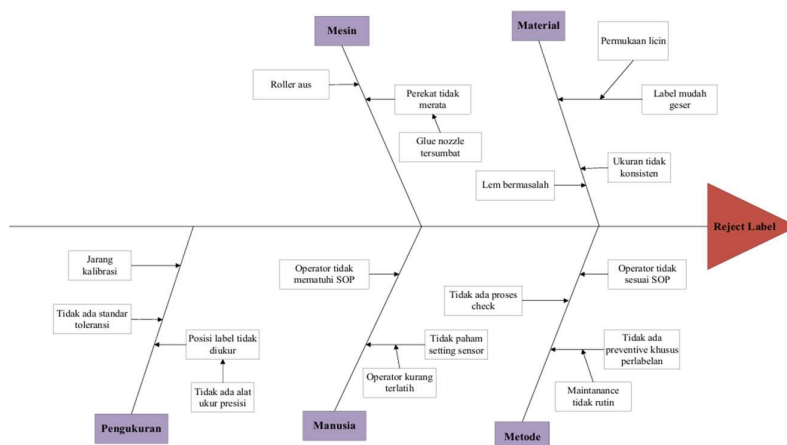 Mesin
Material
Permukaan licin
Roller aus
Perekat tidak
merata
Label mudah
geser
Glue nozzle
tersumbat
Ukuran tidak
konsisten
Lem bermasalah
Reject Label
Jarang
kalibrasi
Operator tidak
mematuhi SOP
Operator tidak
sesuai SOP
Tidak ada proses
check
Tidak ada standar
toleransi
Posisi label tidak
diukur
Tidak paham
setting sensor
Tidak ada
preventive khusus
perlabelan
Operator kurang
terlatih
Tidak ada alat
ukur presisi
Maintanance
tidak rutin
Pengukuran
Manusia
Metode